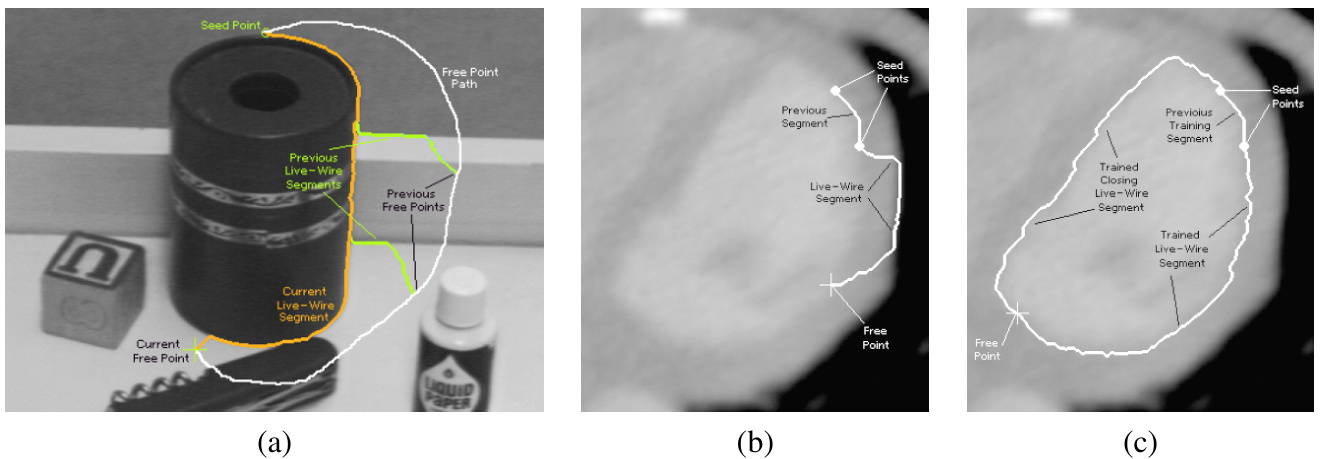 Seed Point
Free Point
Path
Previous
Live-Wire
Segments
Previous
Free Points
Current
Live-Wire
Segment
Current
Free Point
U
LIQUID
PAPER
(a)
Seed
Points
Previous
Segment
Live-Wire
Segment
Free
Point
(b)
Seed
Points
Previous
Training
Segment
Trained
Closing
Live-Wire
Segment
Trained
Live-Wire
Segment
Free
Point
(c)